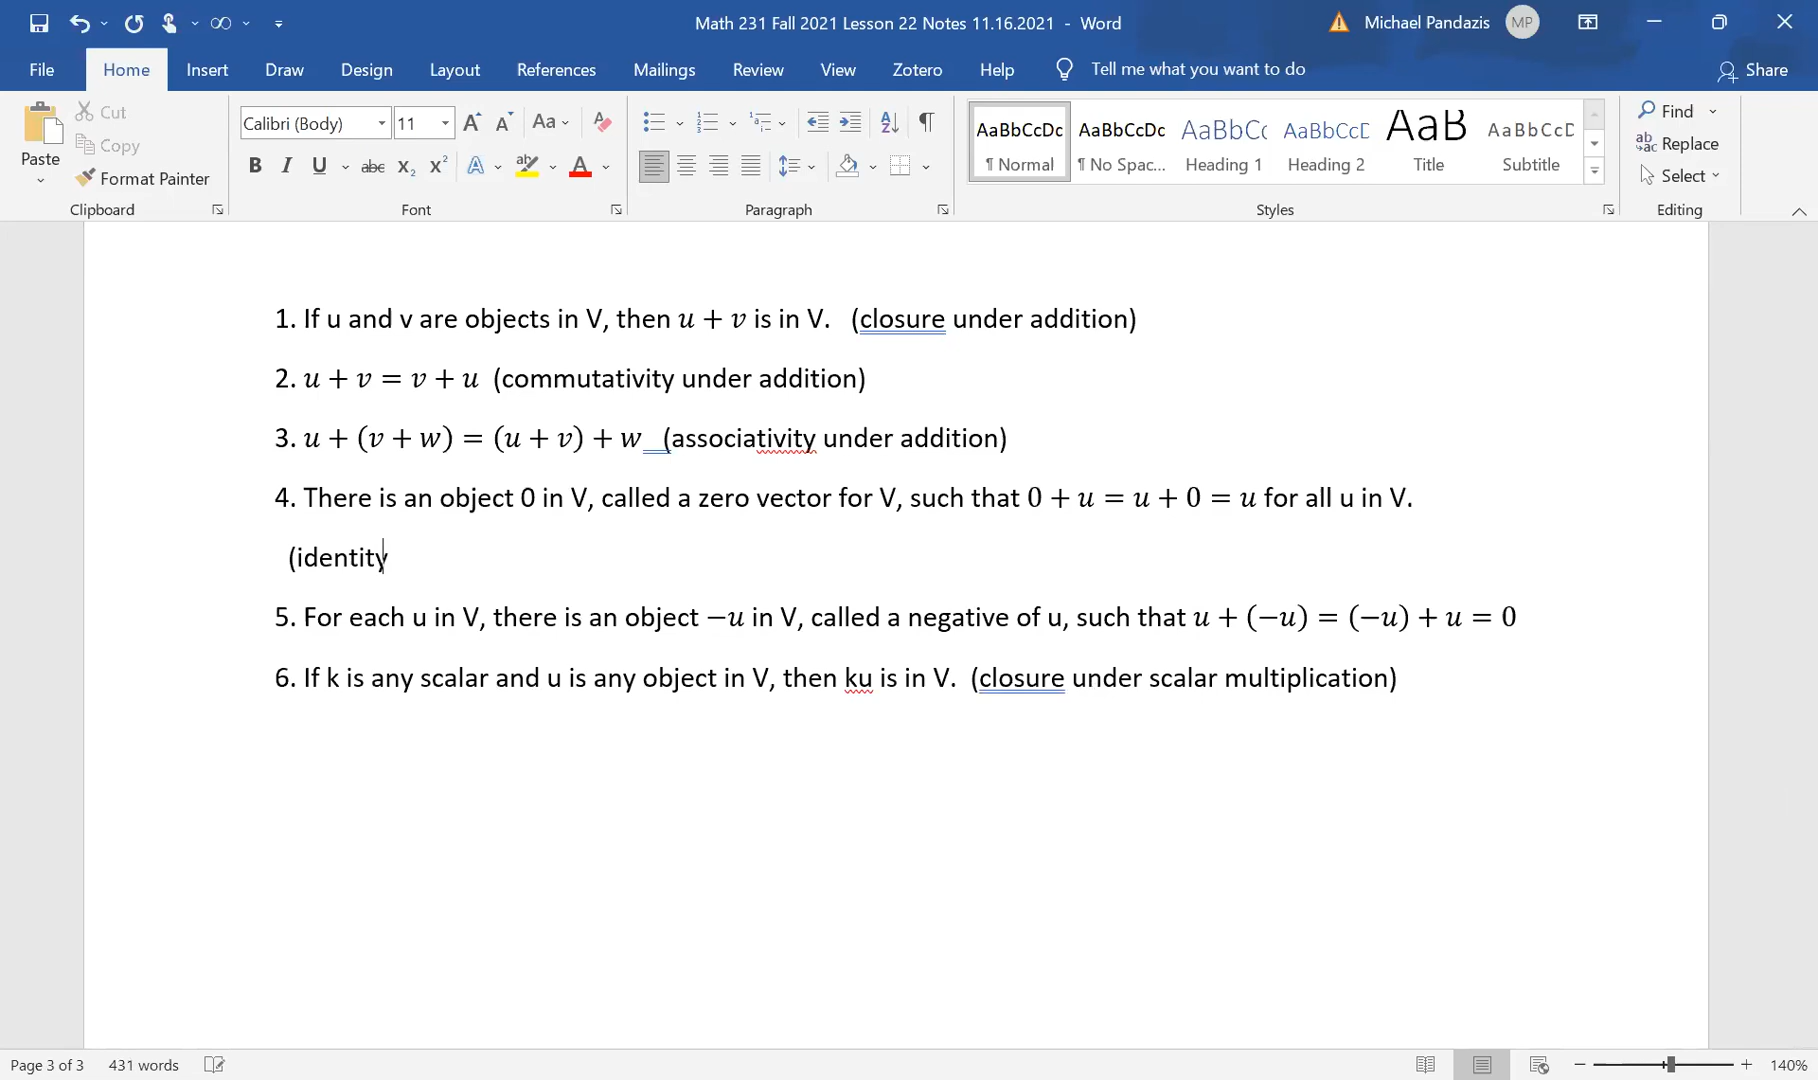 Math 231 Fall 2021 Lesson 22 Notes 11.16.2021 - Word
Michael Pandazis MP
File Home Insert Draw Design Layout References Mailings Review View Zotero Help Tell me what you want to do Share
Paste
Cut
Copy
Format Painter
Clipboard
Calibri (Body) 11
Font
Paragraph
AaBbCcDc AaBbCcDc AaBbCc AaBbCcD AaB AaBbCcD
¶ Normal ¶ No Spac... Heading 1 Heading 2 Title Subtitle
Styles
Find
Replace
Select
Editing
1. If u and v are objects in V, then u + v is in V. (closure under addition)
2. u + v = v + u (commutativity under addition)
3. u + (v + w) = (u + v) + w (associativity under addition)
4. There is an object 0 in V, called a zero vector for V, such that 0 + u = u + 0 = u for all u in V.
(identity
5. For each u in V, there is an object −u in V, called a negative of u, such that u + (−u) = (−u) + u = 0
6. If k is any scalar and u is any object in V, then ku is in V. (closure under scalar multiplication)
Page 3 of 3 431 words 140%